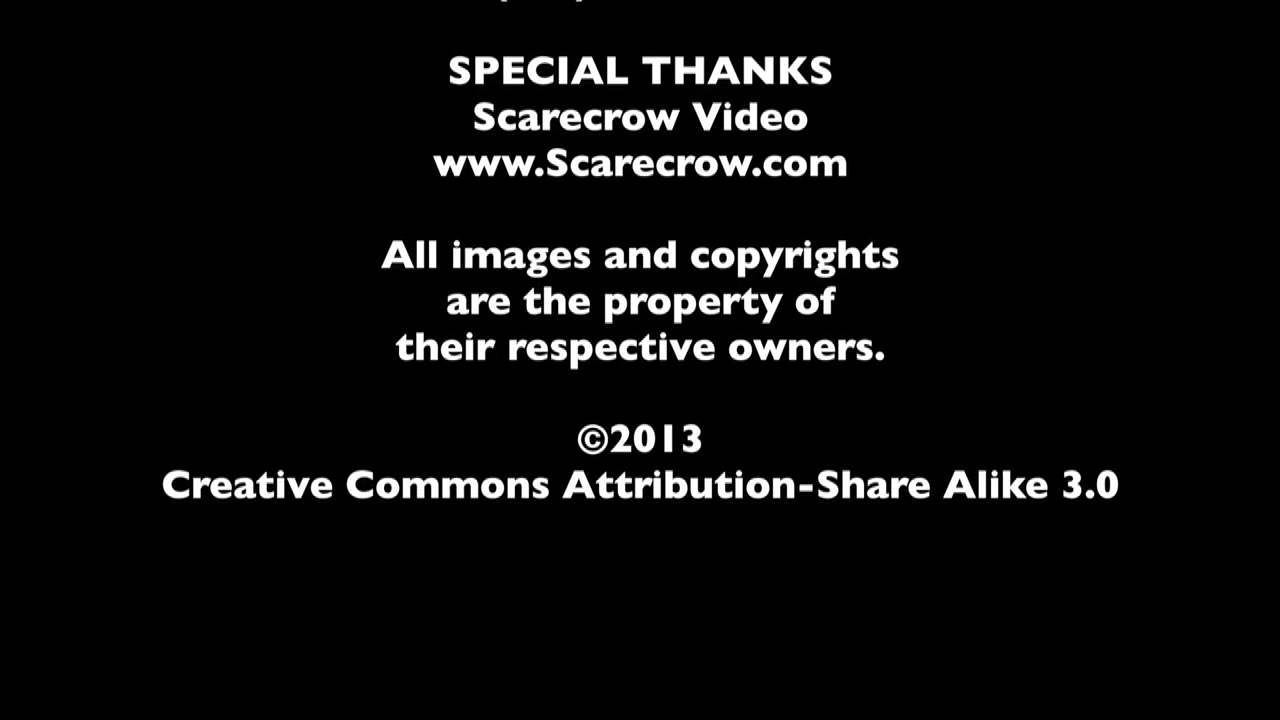 SPECIAL THANKS
Scarecrow Video
www.Scarecrow.com
All images and copyrights
are the property of
their respective owners.
©2013
Creative Commons Attribution-Share Alike 3.0